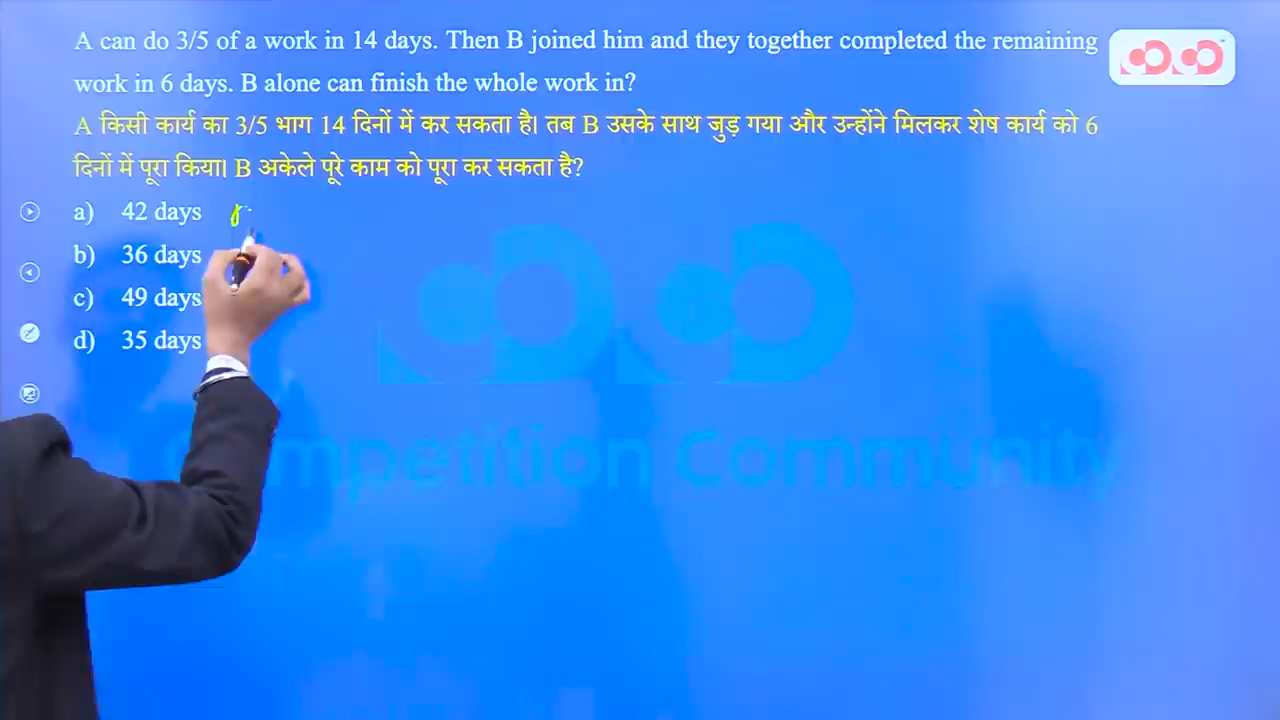 A can do 3/5 of a work in 14 days. Then B joined him and they together completed the remaining
work in 6 days. B alone can finish the whole work in?
A किसी कार्य का 3/5 भाग 14 दिनों में कर सकता है। तब B उसके साथ जुड़ गया और उन्होंने मिलकर शेष कार्य को 6
दिनों में पूरा किया। B अकेले पूरे काम को पूरा कर सकता है?
a) 42 days
b) 36 days
c) 49 days
d) 35 days
Competition Community